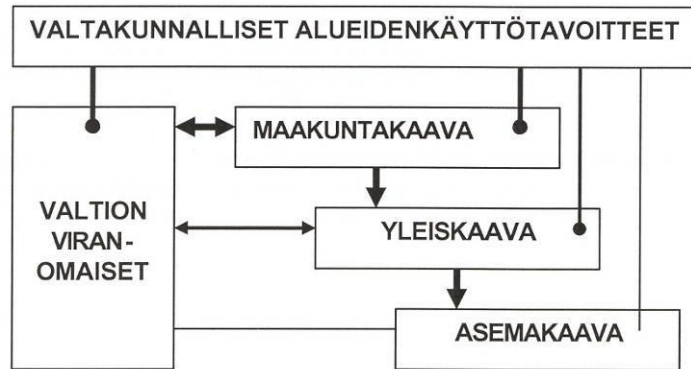 VALTAKUNNALLISET ALUEIDENKÄYTTÖTAVOITTEET
MAAKUNTAKAAVA
VALTION
VIRAN-
OMAISET
YLEISKAAVA
ASEMAKAAVA